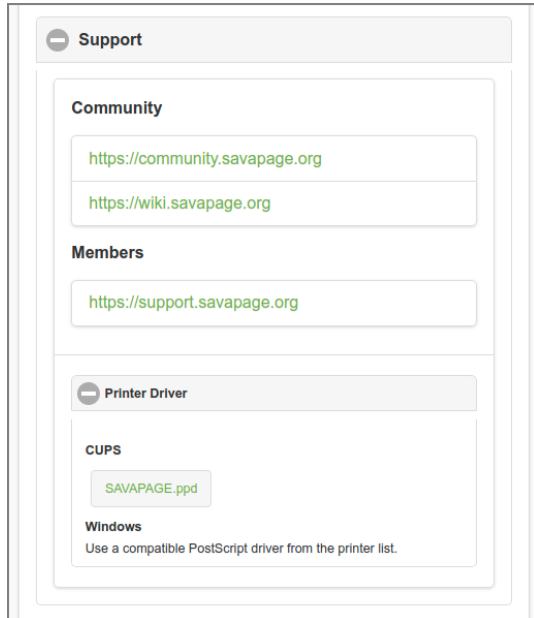 Support
Community
https://community.savapage.org
https://wiki.savapage.org
Members
https://support.savapage.org
Printer Driver
CUPS
SAVAPAGE.ppd
Windows
Use a compatible PostScript driver from the printer list.